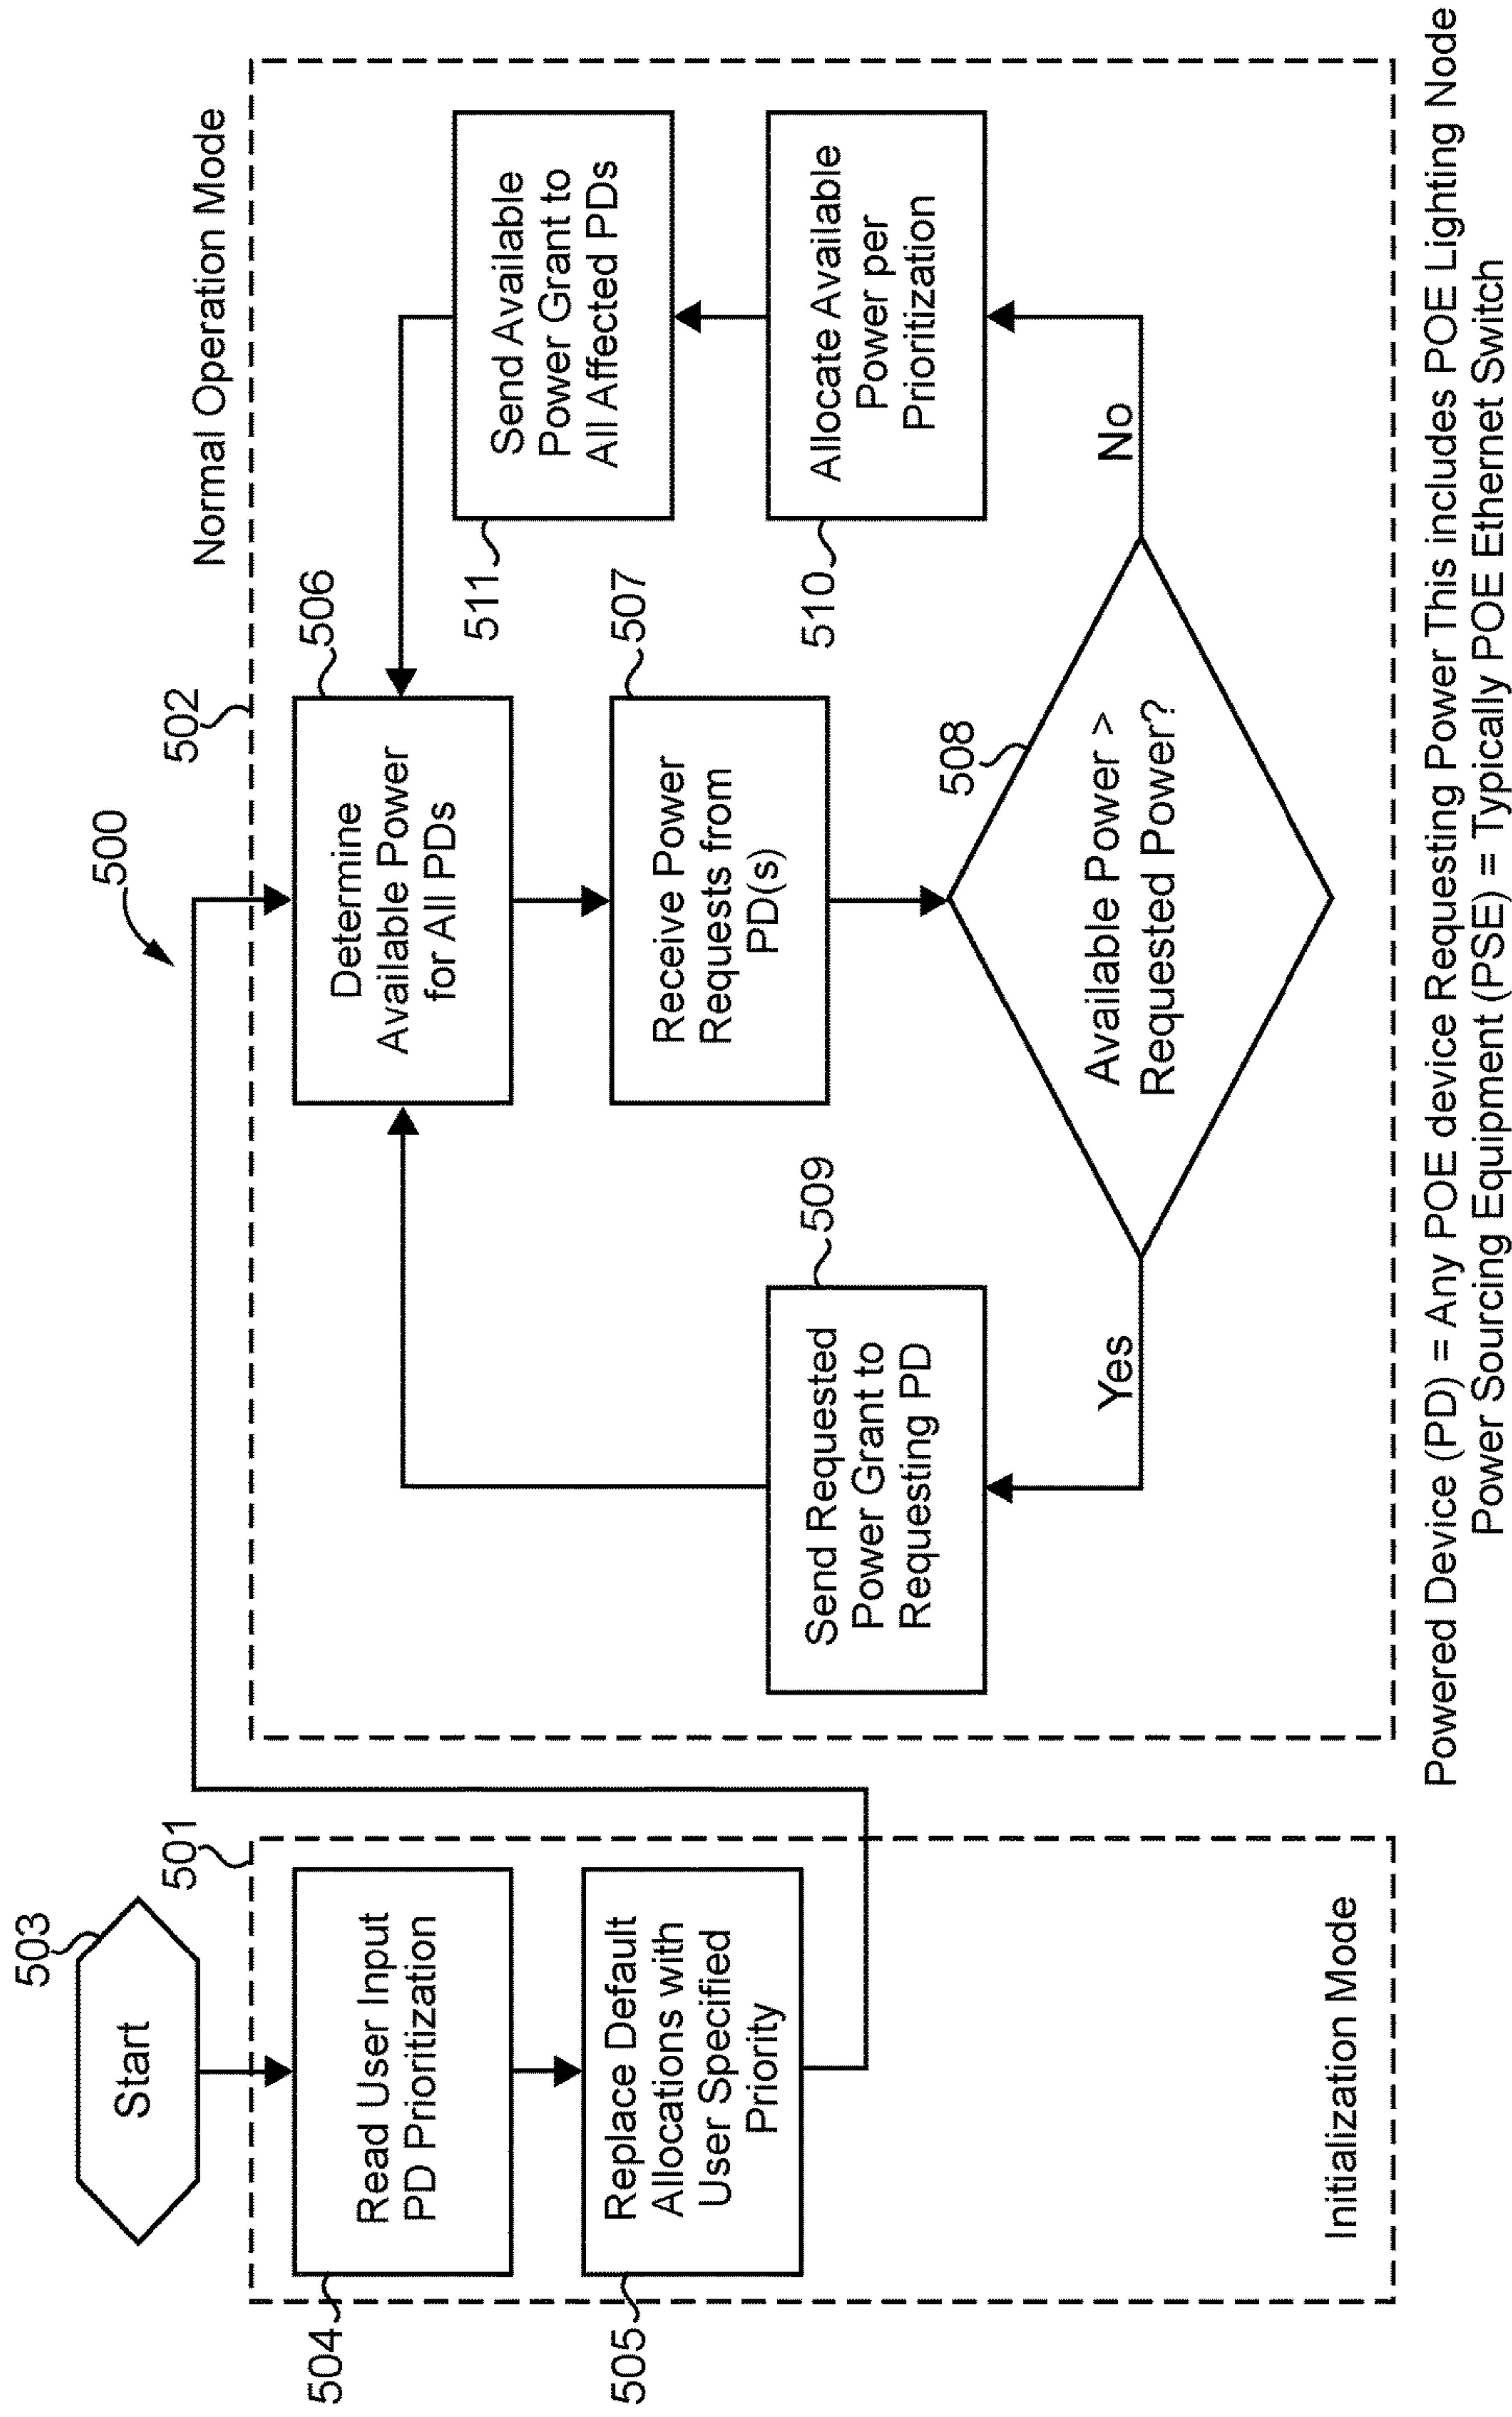 500
503
Start
501
504
Read User Input
PD Prioritization
505
Replace Default
Allocations with
User Specified
Priority
Initialization Mode
502
Normal Operation Mode
506
Determine
Available Power
for All PDs
507
Receive Power
Requests from
PD(s)
508
Available Power >
Requested Power?
Yes
509
Send Requested
Power Grant to
Requesting PD
No
510
Allocate Available
Power per
Prioritization
511
Send Available
Power Grant to
All Affected PDs
Powered Device (PD) = Any POE device Requesting Power This includes POE Lighting Node
Power Sourcing Equipment (PSE) = Typically POE Ethernet Switch